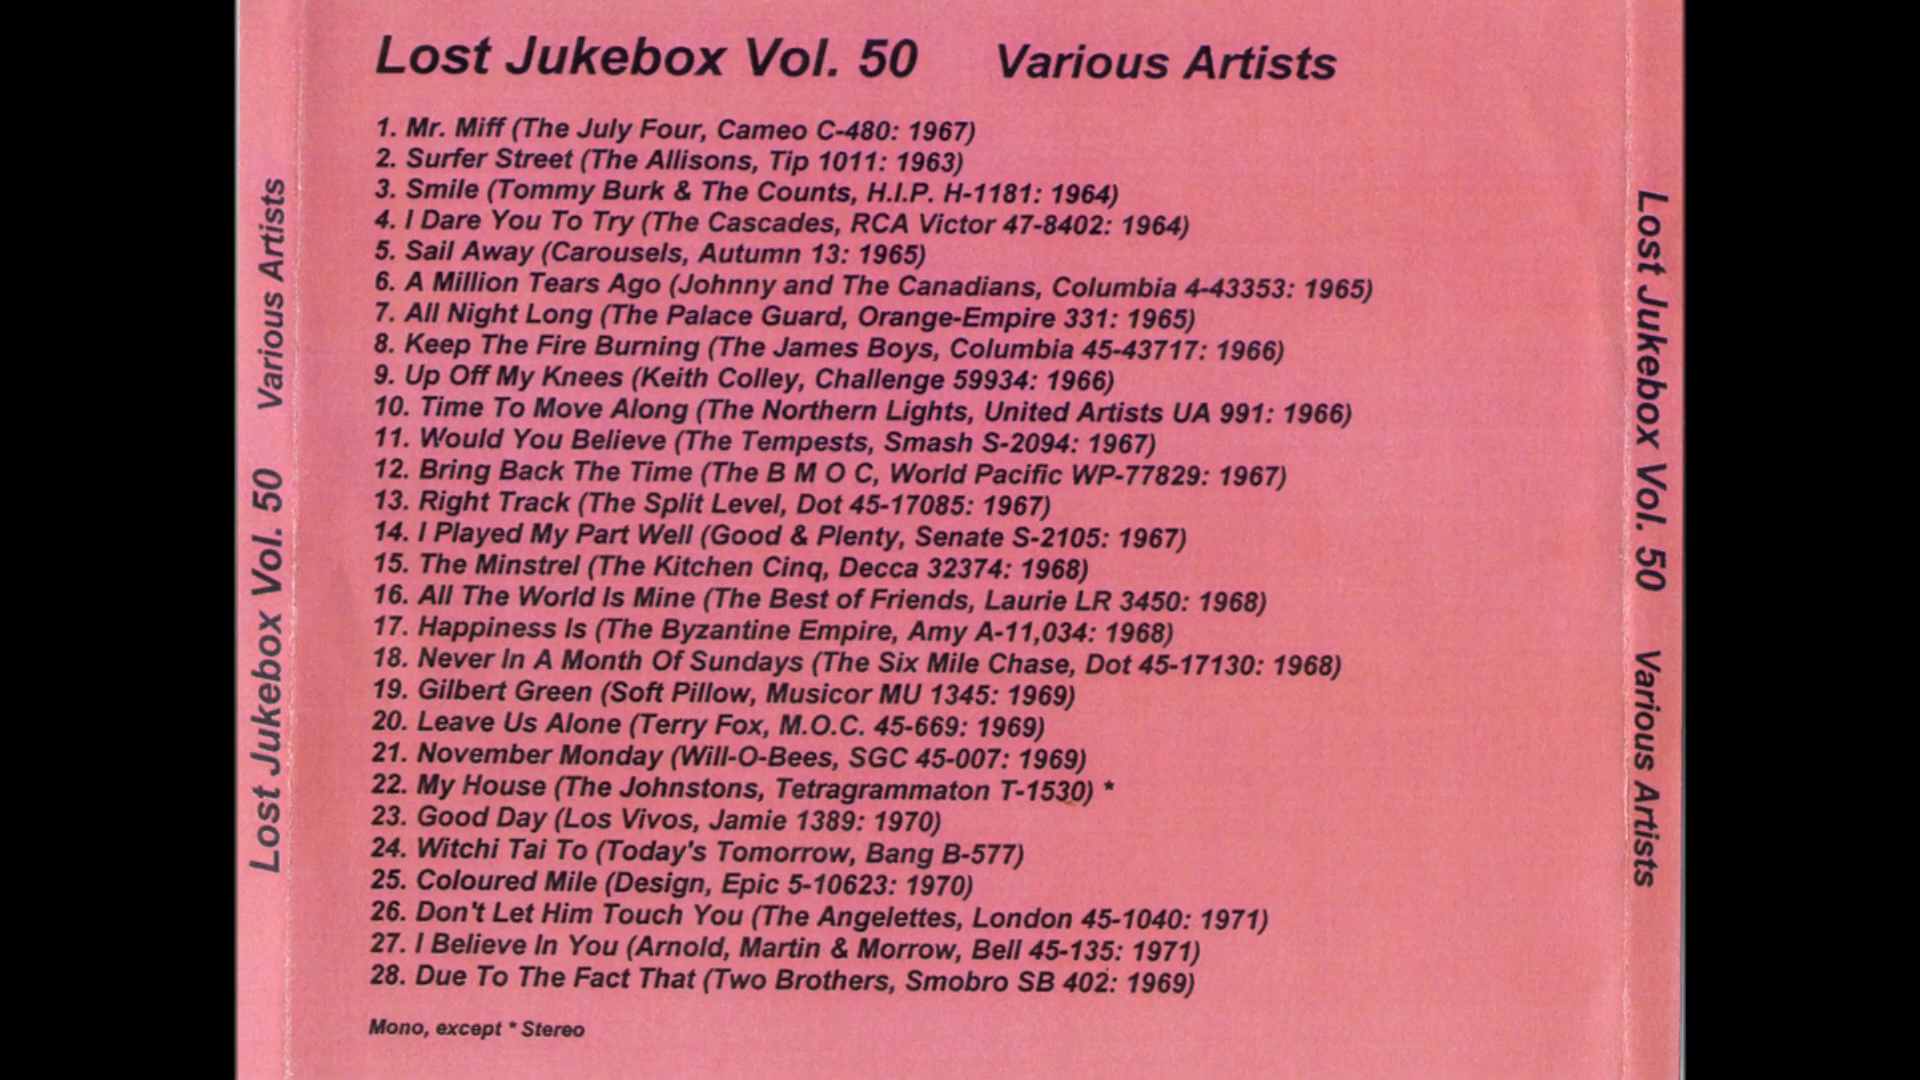 Lost Jukebox Vol. 50 Various Artists
1. Mr. Miff (The July Four, Cameo C-480: 1967)
2. Surfer Street (The Allisons, Tip 1011: 1963)
3. Smile (Tommy Burk & The Counts, H.I.P. H-1181: 1964)
4. I Dare You To Try (The Cascades, RCA Victor 47-8402: 1964)
5. Sail Away (Carousels, Autumn 13: 1965)
6. A Million Tears Ago (Johnny and The Canadians, Columbia 4-43353: 1965)
7. All Night Long (The Palace Guard, Orange-Empire 331: 1965)
8. Keep The Fire Burning (The James Boys, Columbia 45-43717: 1966)
9. Up Off My Knees (Keith Colley, Challenge 59934: 1966)
10. Time To Move Along (The Northern Lights, United Artists UA 991: 1966)
11. Would You Believe (The Tempests, Smash S-2094: 1967)
12. Bring Back The Time (The B M O C, World Pacific WP-77829: 1967)
13. Right Track (The Split Level, Dot 45-17085: 1967)
14. I Played My Part Well (Good & Plenty, Senate S-2105: 1967)
15. The Minstrel (The Kitchen Cinq, Decca 32374: 1968)
16. All The World Is Mine (The Best of Friends, Laurie LR 3450: 1968)
17. Happiness Is (The Byzantine Empire, Amy A-11,034: 1968)
18. Never In A Month Of Sundays (The Six Mile Chase, Dot 45-17130: 1968)
19. Gilbert Green (Soft Pillow, Musicor MU 1345: 1969)
20. Leave Us Alone (Terry Fox, M.O.C. 45-669: 1969)
21. November Monday (Will-O-Bees, SGC 45-007: 1969)
22. My House (The Johnstons, Tetragrammaton T-1530) *
23. Good Day (Los Vivos, Jamie 1389: 1970)
24. Witchi Tai To (Today's Tomorrow, Bang B-577)
25. Coloured Mile (Design, Epic 5-10623: 1970)
26. Don't Let Him Touch You (The Angelettes, London 45-1040: 1971)
27. I Believe In You (Arnold, Martin & Morrow, Bell 45-135: 1971)
28. Due To The Fact That (Two Brothers, Smobro SB 402: 1969)
Mono, except * Stereo
Lost Jukebox Vol. 50 Various Artists
Lost Jukebox Vol. 50 Various Artists